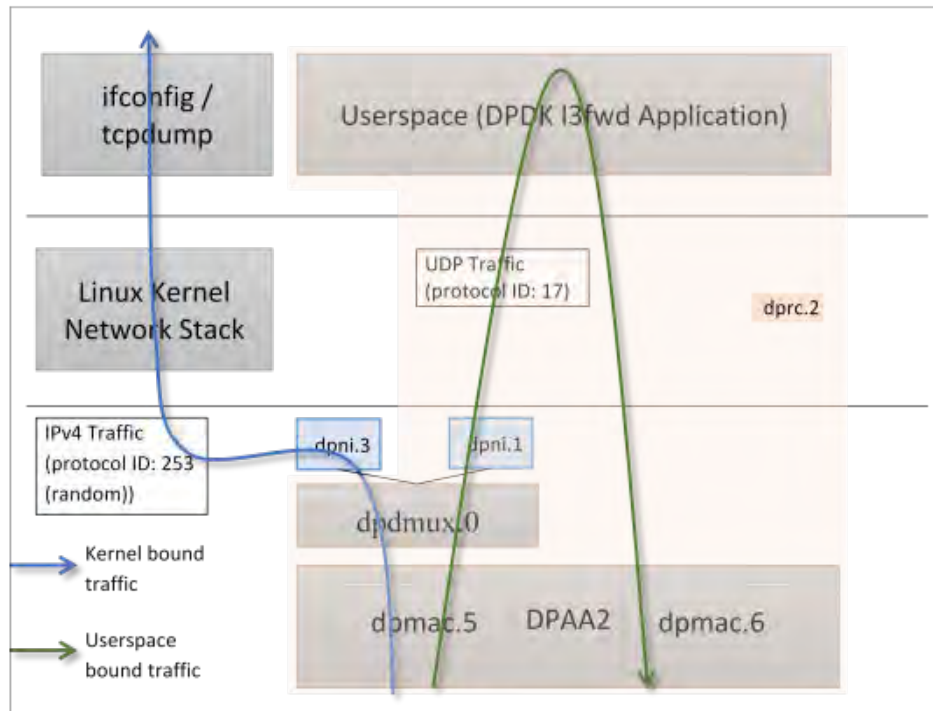 ifconfig /
tcpdump
Userspace (DPDK l3fwd Application)
Linux Kernel
Network Stack
UDP Traffic
(protocol ID: 17)
dprc.2
IPv4 Traffic
(protocol ID: 253
(random))
dpni.3
dpni.1
dpdmux.0
Kernel bound
traffic
dpmac.5
DPAA2
dpmac.6
Userspace
bound traffic